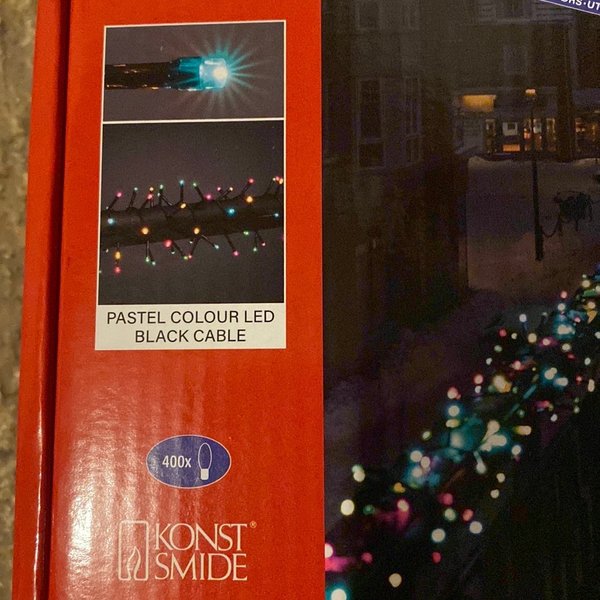 PASTEL COLOUR LED
BLACK CABLE
400x
KONST®
SMIDE